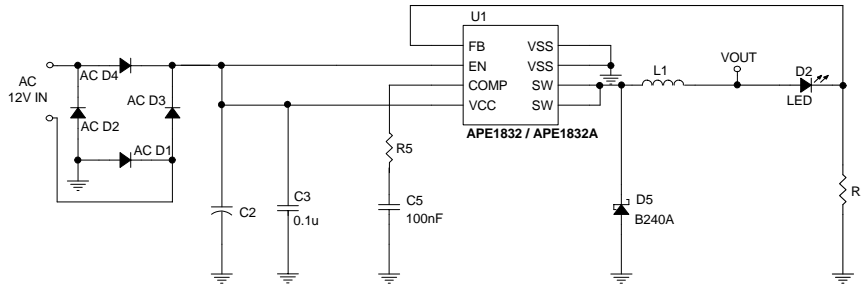 U1
FB
VSS
EN
VSS
COMP
SW
VCC
SW
APE1832 / APE1832A
AC
12V IN
AC D4
AC D3
AC D2
AC D1
C2
C3
0.1u
R5
C5
100nF
L1
VOUT
D2
LED
D5
B240A
R